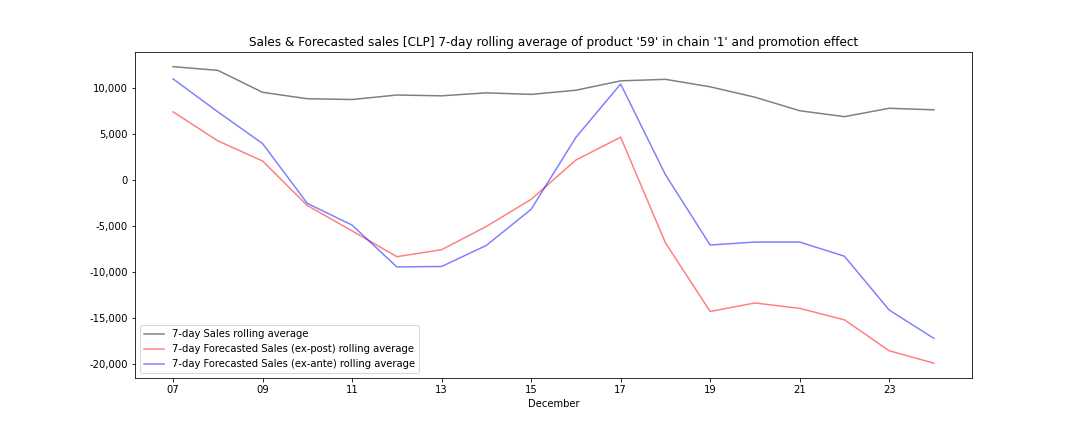 Sales & Forecasted sales [CLP] 7-day rolling average of product '59' in chain '1' and promotion effect
10,000
5,000
0
-5,000
-10,000
-15,000
-20,000
7-day Sales rolling average
7-day Forecasted Sales (ex-post) rolling average
7-day Forecasted Sales (ex-ante) rolling average
07 09 11 13 15 17 19 21 23
December